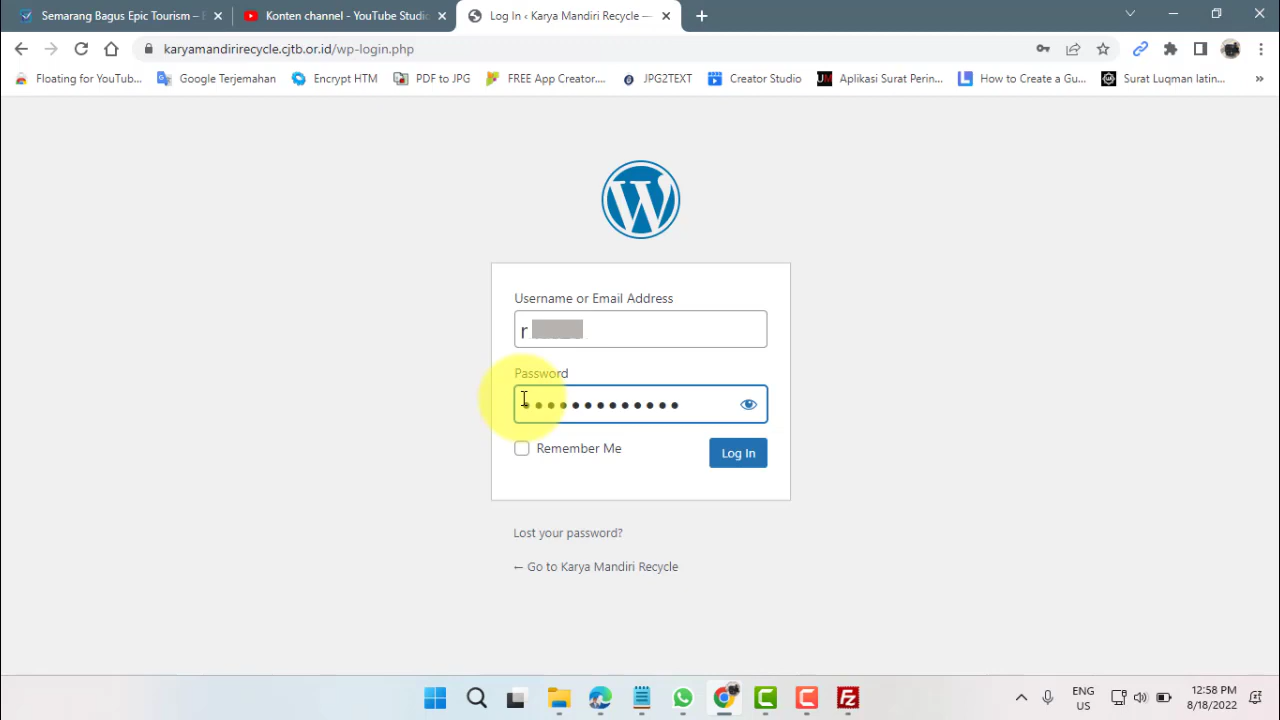 Semarang Bagus Epic Tourism – E
Konten channel - YouTube Studio
Log In ‹ Karya Mandiri Recycle —
karyamandirirecycle.cjtb.or.id/wp-login.php
Floating for YouTub...
Google Terjemahan
Encrypt HTM
PDF to JPG
FREE App Creator....
JPG2TEXT
Creator Studio
UM
Aplikasi Surat Perin...
L
How to Create a Gu...
Surat Luqman latin...
»
W
Username or Email Address
r
Password
•••••••••••••
Remember Me
Log In
Lost your password?
← Go to Karya Mandiri Recycle
C
C
Fz
ENG
US
12:58 PM
8/18/2022